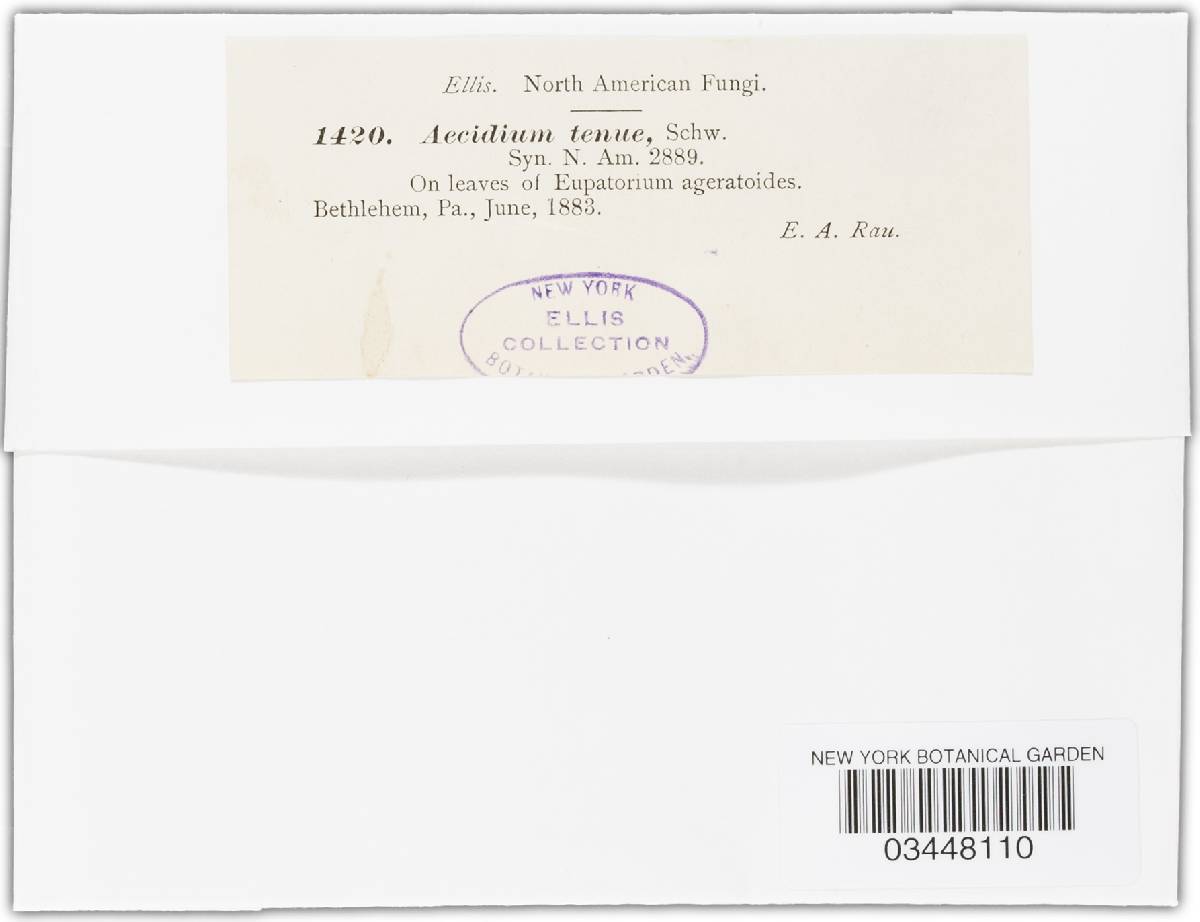 Ellis. North American Fungi.
1420. Aecidium tenue, Schw.
Syn. N. Am. 2889.
On leaves of Eupatorium ageratoides.
Bethlehem, Pa., June, 1883.
E. A. Rau.
NEW YORK
ELLIS
COLLECTION
NEW YORK BOTANICAL GARDEN
03448110